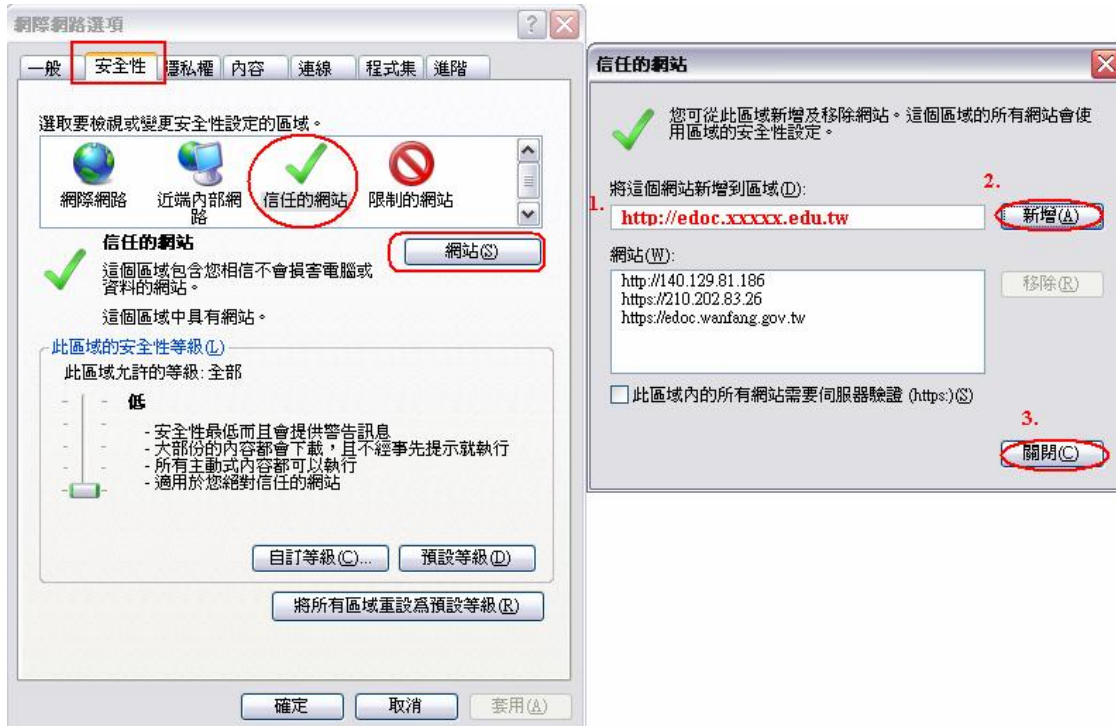 網際網路選項
一般 安全性 隱私權 內容 連線 程式集 進階
選取要檢視或變更安全性設定的區域。
網際網路 近端內部網路 信任的網站 限制的網站
信任的網站
網站(S)
這個區域包含您相信不會損害電腦或
資料的網站。
這個區域中具有網站。
此區域的安全性等級(L)
此區域允許的等級: 全部
低
- 安全性最低而且會提供警告訊息
- 大部份的內容都會下載,且不經事先提示就執行
- 所有主動式內容都可以執行
- 適用於您絕對信任的網站
自訂等級(C)... 預設等級(D)
將所有區域重設為預設等級(R)
確定 取消 套用(A)
信任的網站
您可從此區域新增及移除網站。這個區域的所有網站會使
用區域的安全性設定。
將這個網站新增到區域(D):
2.
1. http://edoc.xxxxx.edu.tw 新增(A)
網站(W):
http://140.129.81.186
https://210.202.83.26
https://edoc.wanfang.gov.tw
移除(R)
此區域內的所有網站需要伺服器驗證 (https:)(S)
3.
關閉(C)